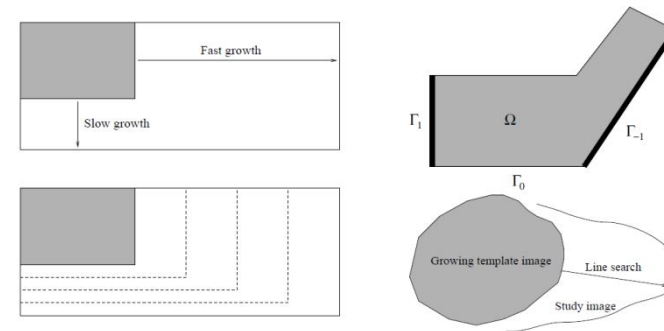 Fast growth
Slow growth
Γ1
Ω
Γ-1
Γ0
Growing template image
Line search
Study image